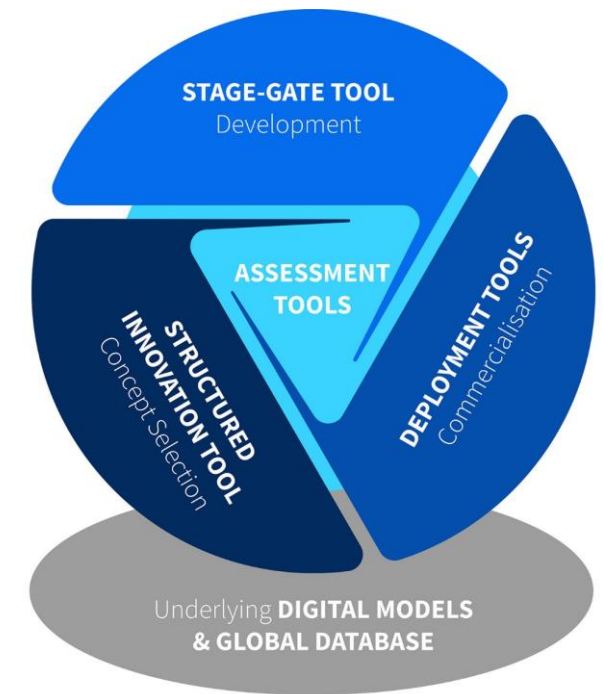 STAGE-GATE TOOL
Development
ASSESSMENT
TOOLS
DEPLOYMENT TOOLS
Commercialisation
STRUCTURED
INNOVATION TOOL
Concept Selection
Underlying DIGITAL MODELS
& GLOBAL DATABASE